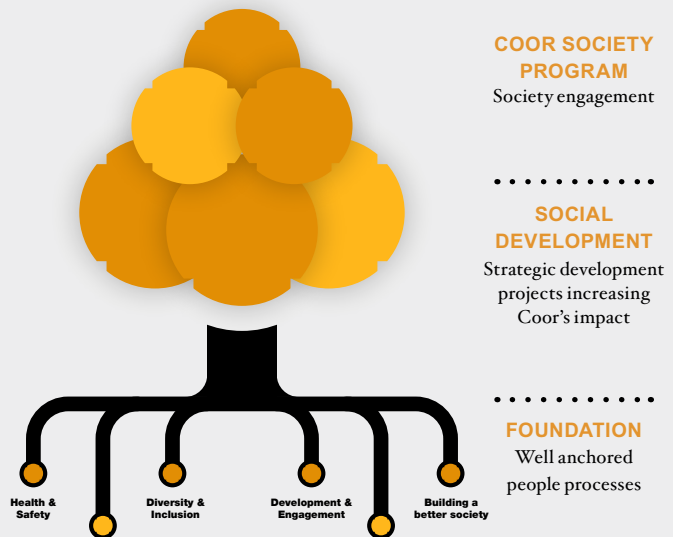 COOR SOCIETY
PROGRAM
Society engagement
SOCIAL
DEVELOPMENT
Strategic development
projects increasing
Coor's impact
FOUNDATION
Well anchored
people processes
Health &
Safety
Diversity &
Inclusion
Development &
Engagement
Building a
better society